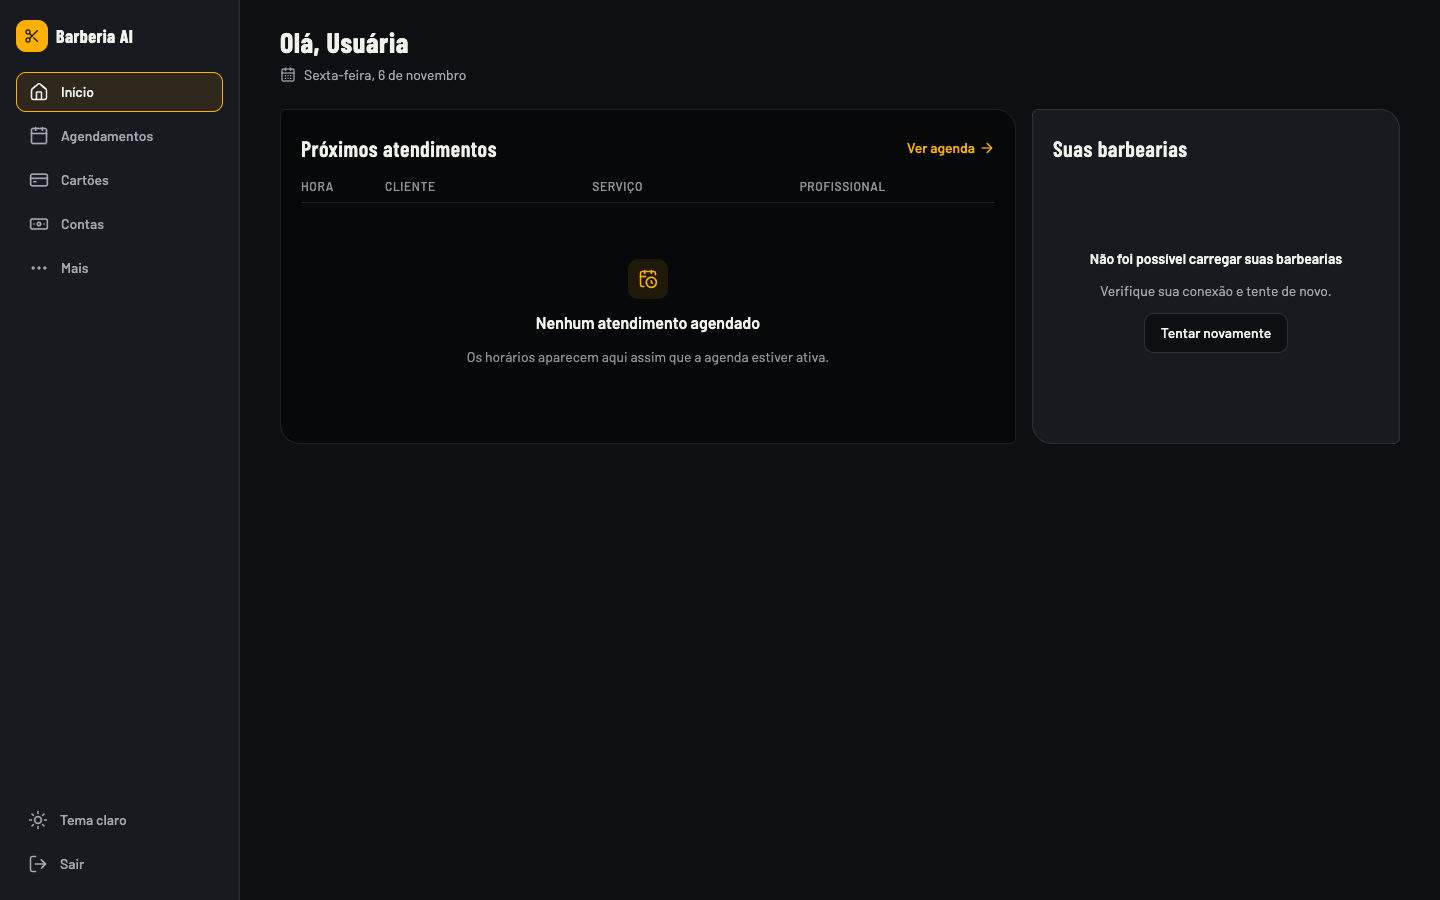 Barberia AI
Início
Agendamentos
Cartões
Contas
Mais
Tema claro
Sair
Olá, Usuária
Sexta-feira, 6 de novembro
Próximos atendimentos
Ver agenda
HORA CLIENTE SERVIÇO PROFISSIONAL
Nenhum atendimento agendado
Os horários aparecem aqui assim que a agenda estiver ativa.
Suas barbearias
Não foi possível carregar suas barbearias
Verifique sua conexão e tente de novo.
Tentar novamente